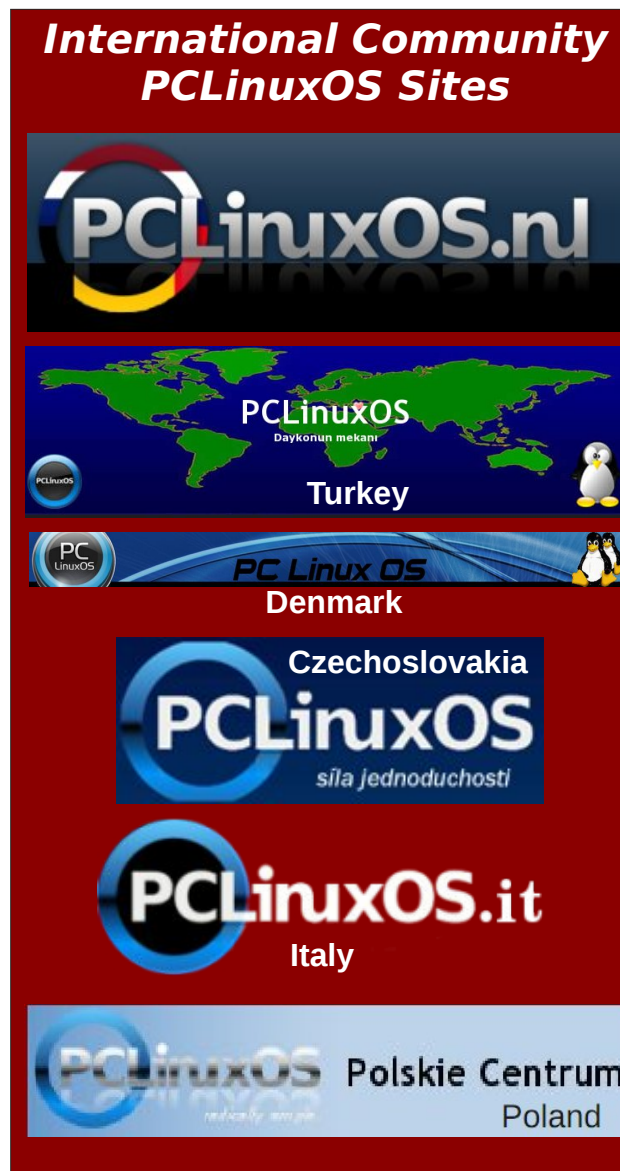 International Community
PCLinuxOS Sites
PCLinuxOS.nl
PCLinuxOS
Daykonun mekanı
PCLinuxOS
Turkey
PC
LinuxOS
PC Linux OS
Denmark
Czechoslovakia
PCLinuxOS
síla jednoduchosti
PCLinuxOS.it
Italy
PCLinuxOS
Polskie Centrum
Poland